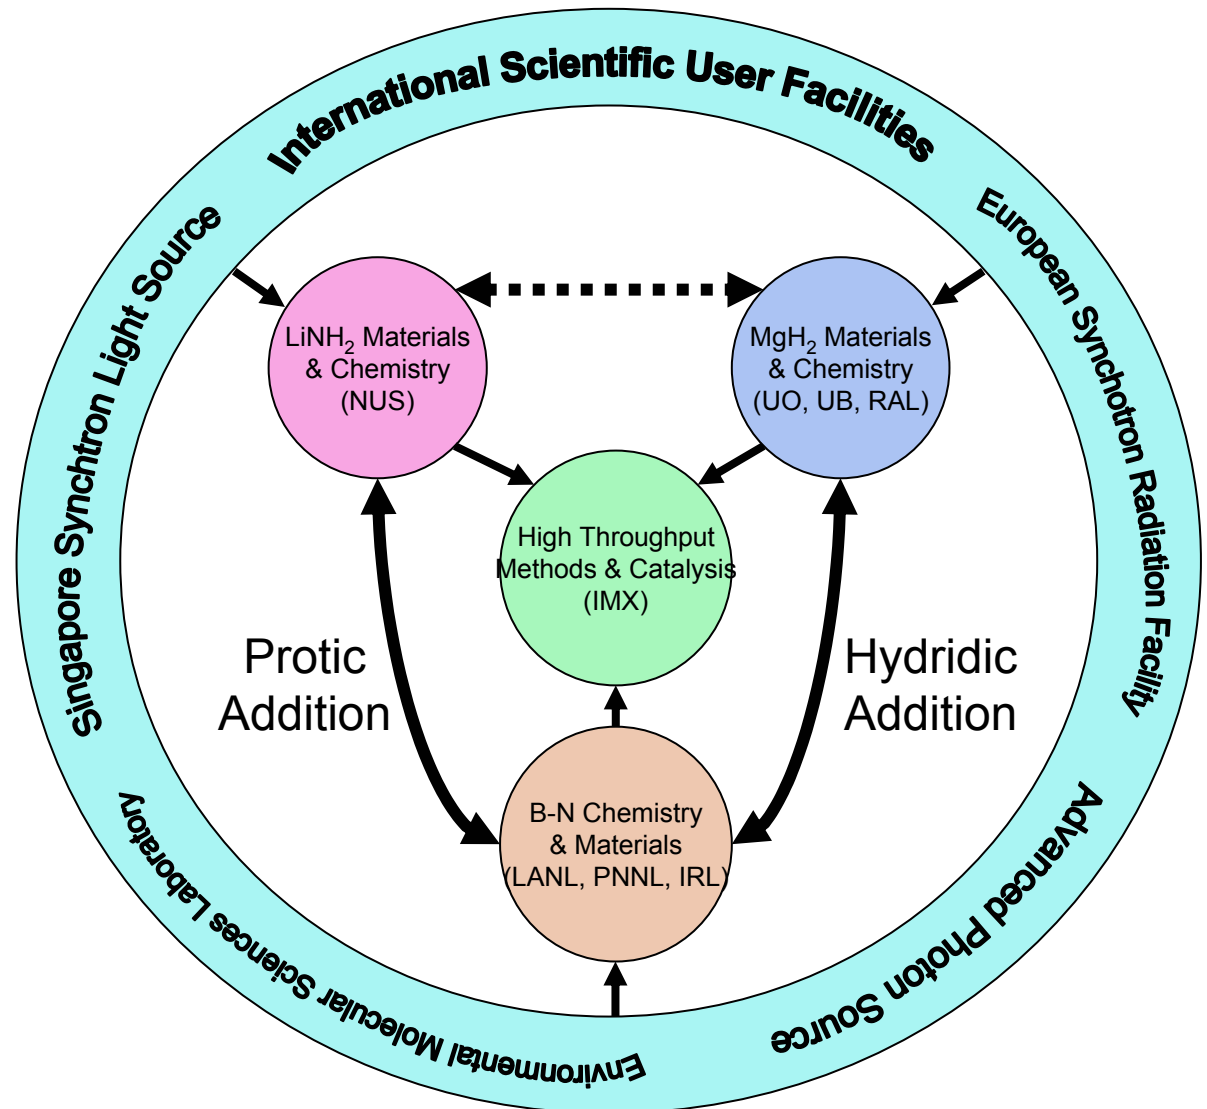 International Scientific User Facilities
Singapore Synchtron Light Source
European Synchotron Radiation Facility
LiNH₂ Materials
& Chemistry
(NUS)
MgH₂ Materials
& Chemistry
(UO, UB, RAL)
High Throughput
Methods & Catalysis
(IMX)
Protic
Addition
Hydridic
Addition
B-N Chemistry
& Materials
(LANL, PNNL, IRL)
Environmental Molecular Sciences Laboratory
Advanced Photon Source